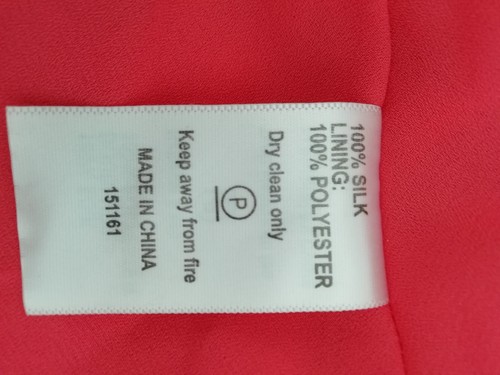 100% SILK
LINING:
100% POLYESTER
Dry clean only
P
Keep away from fire
MADE IN CHINA
151161